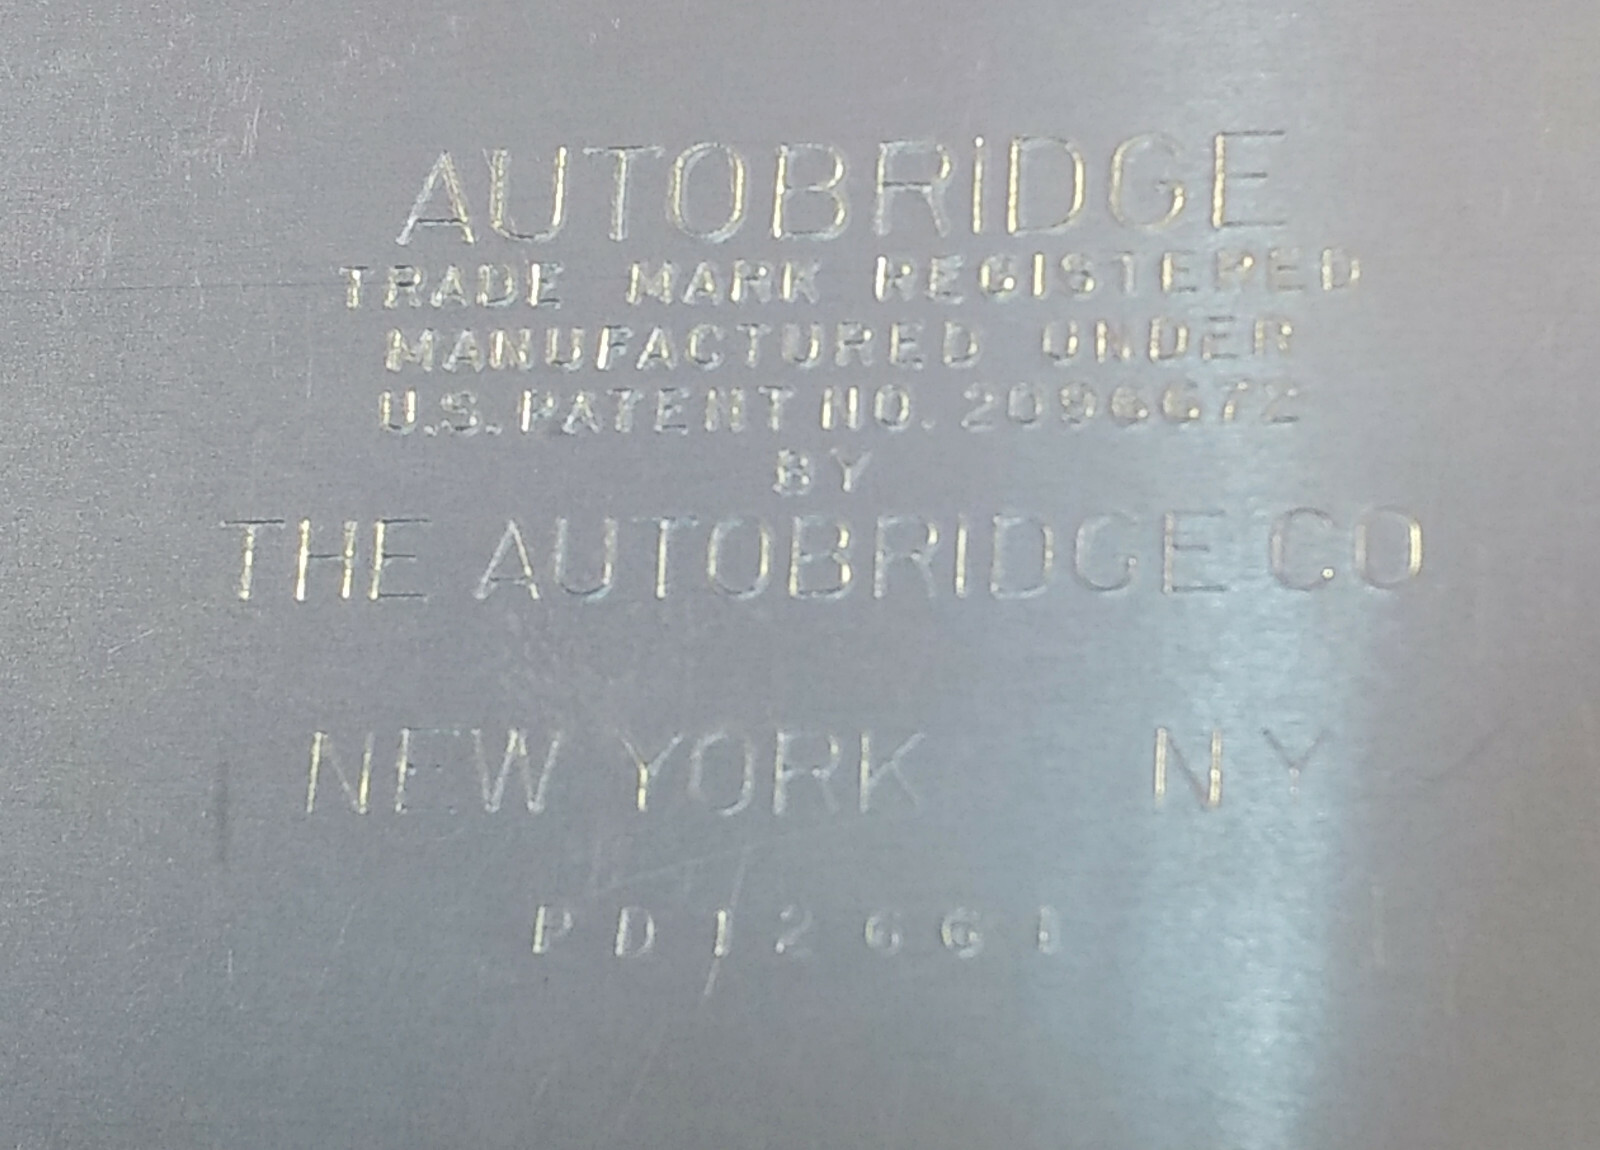 AUTOBRIDGE
TRADE MARK REGISTERED
MANUFACTURED UNDER
U.S. PATENT NO. 2096672
BY
THE AUTOBRIDGE CO
NEW YORK NY
PD12661